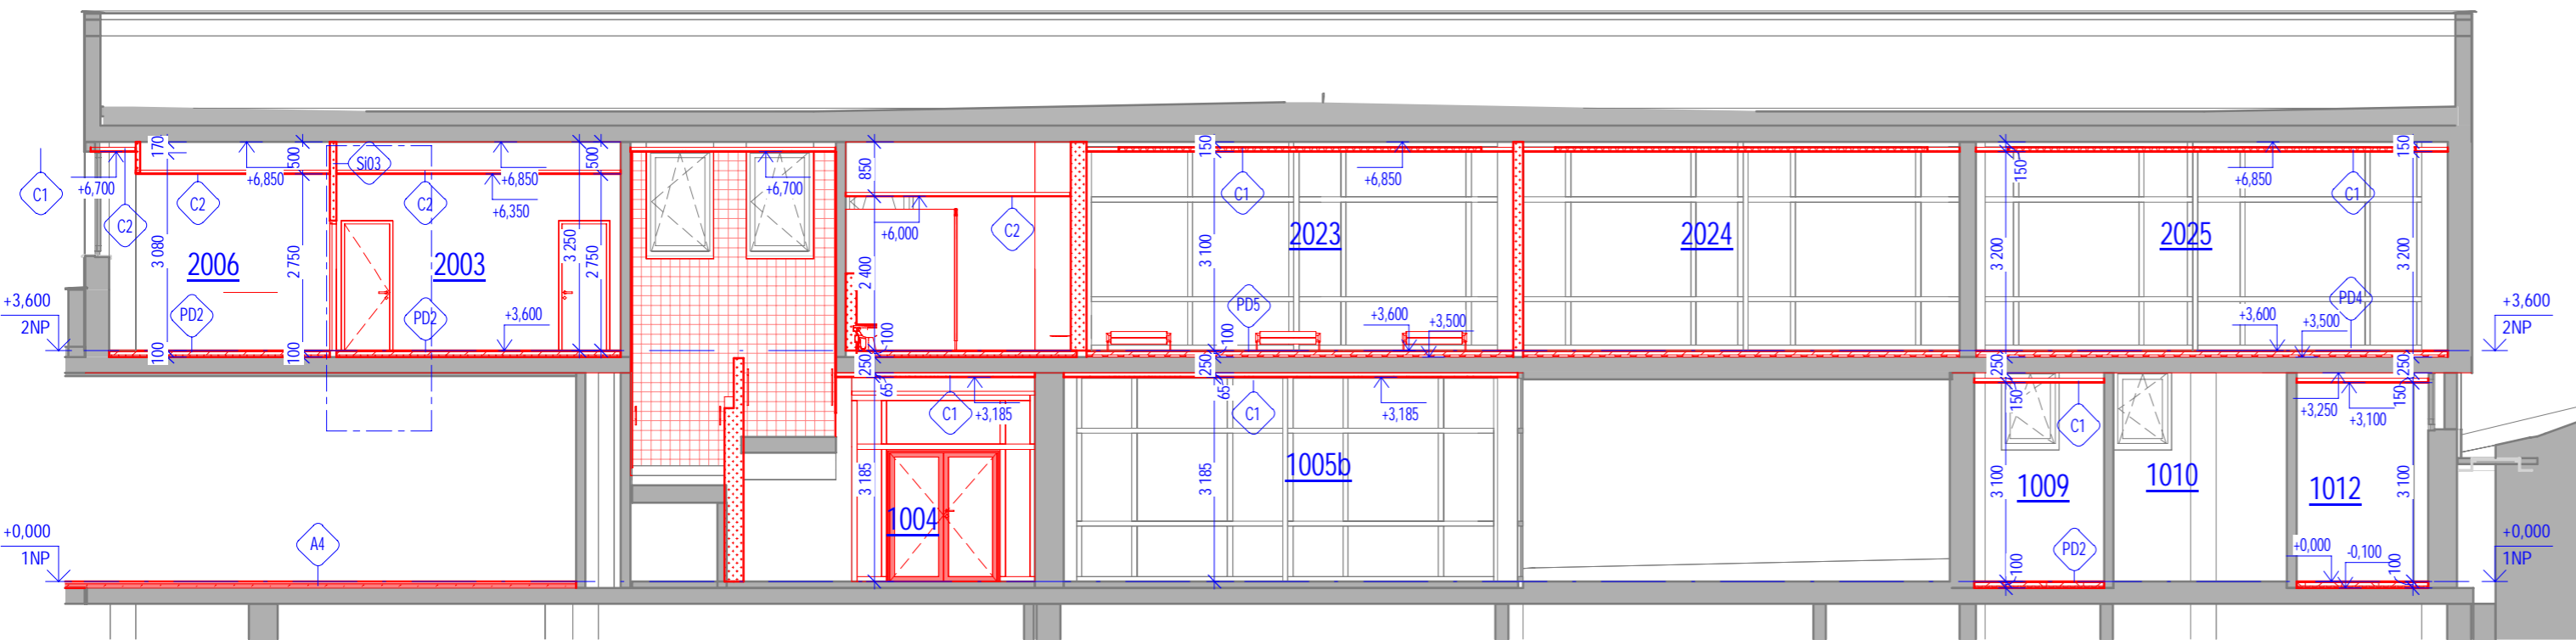 170
500
Si03
+6,850
+6,850
500
+6,700
+6,700
850
150
+6,850
150
+6,850
150
C1
C2
C2
C2
+6,350
C1
C1
C2
+6,000
3 080
2006
2 750
2003
3 250
2 750
2 400
3 100
2023
2024
3 200
2025
3 200
+3,600
2NP
PD2
PD2
+3,600
PD5
+3,600
+3,500
PD4
+3,600
+3,500
+3,600
2NP
100
100
100
100
250
250
250
250
65
65
C1
+3,185
C1
+3,185
150
C1
+3,250
+3,100
150
3 185
1004
3 185
1005b
3 100
1009
1010
1012
3 100
+0,000
1NP
A4
PD2
100
+0,000
-0,100
100
+0,000
1NP